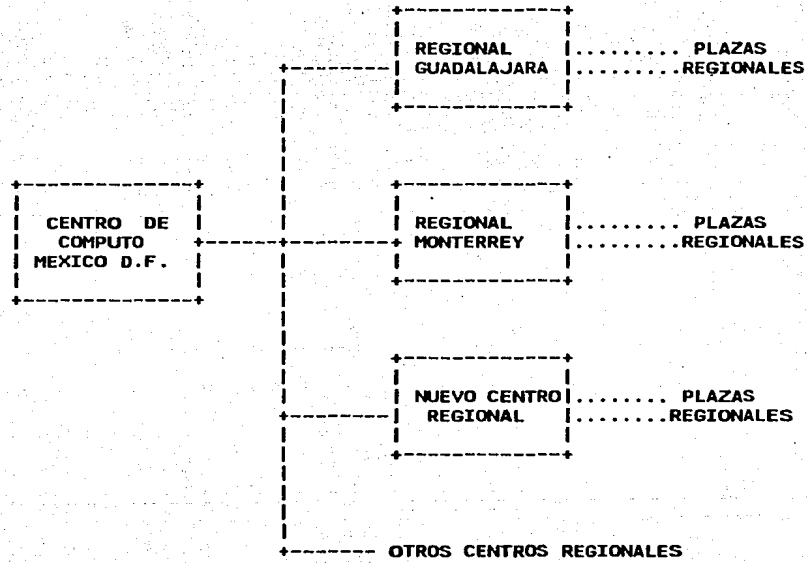 REGIONAL
GUADALAJARA
......... PLAZAS
.........REGIONALES
CENTRO DE
COMPUTO
MEXICO D.F.
REGIONAL
MONTERREY
......... PLAZAS
.........REGIONALES
NUEVO CENTRO
REGIONAL
........ PLAZAS
........REGIONALES
OTROS CENTROS REGIONALES